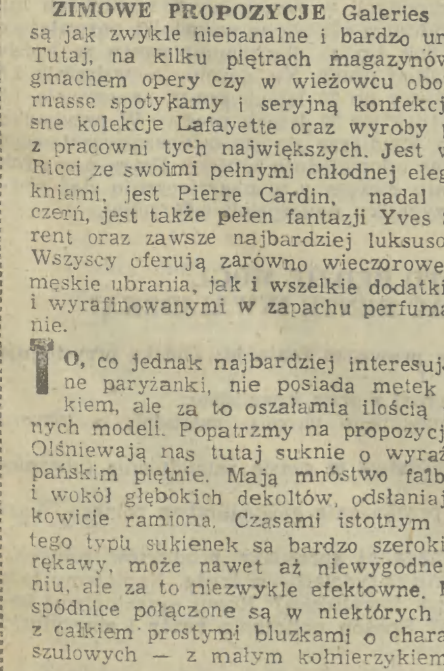 ZIMOWE PROPOZYCJE Galeries
są jak zwykle niebanalne i bardzo ur
Tutaj, na kilku piętrach magazynów
gmachem opery czy w wieżowcu obo
rnasse spotykamy i seryjną konfekcj
sne kolekcje Lafayette oraz wyroby
z pracowni tych największych. Jest
Ricci ze swoimi pełnymi chłodnej eleg
kniami, jest Pierre Cardin, nadal
czerń, jest także pełen fantazji Yves
rent oraz zawsze najbardziej luksuso
Wszyscy oferują zarówno wieczorowe
męskie ubrania, jak i wszelkie dodatki
i wyrafinowanymi w zapachu perfuma
nie.
TO, co jednak najbardziej interesuj
ne paryżanki, nie posiada metek
kiem, ale za to oszałamia ilością
nych modeli. Popatrzmy na propozycj
Olśniewają nas tutaj suknie o wyraź
pańskim piętnie. Mają mnóstwo falb
i wokół głębokich dekoltów, odsłaniaj
kowicie ramiona. Czasami istotnym
tego typu sukienek są bardzo szeroki
rękawy, może nawet aż niewygodne
niu, ale za to niezwykle efektowne.
spódnice połączone są w niektórych
z całkiem prostymi bluzkami o chara
szulowych — z małym kołnierzykiem